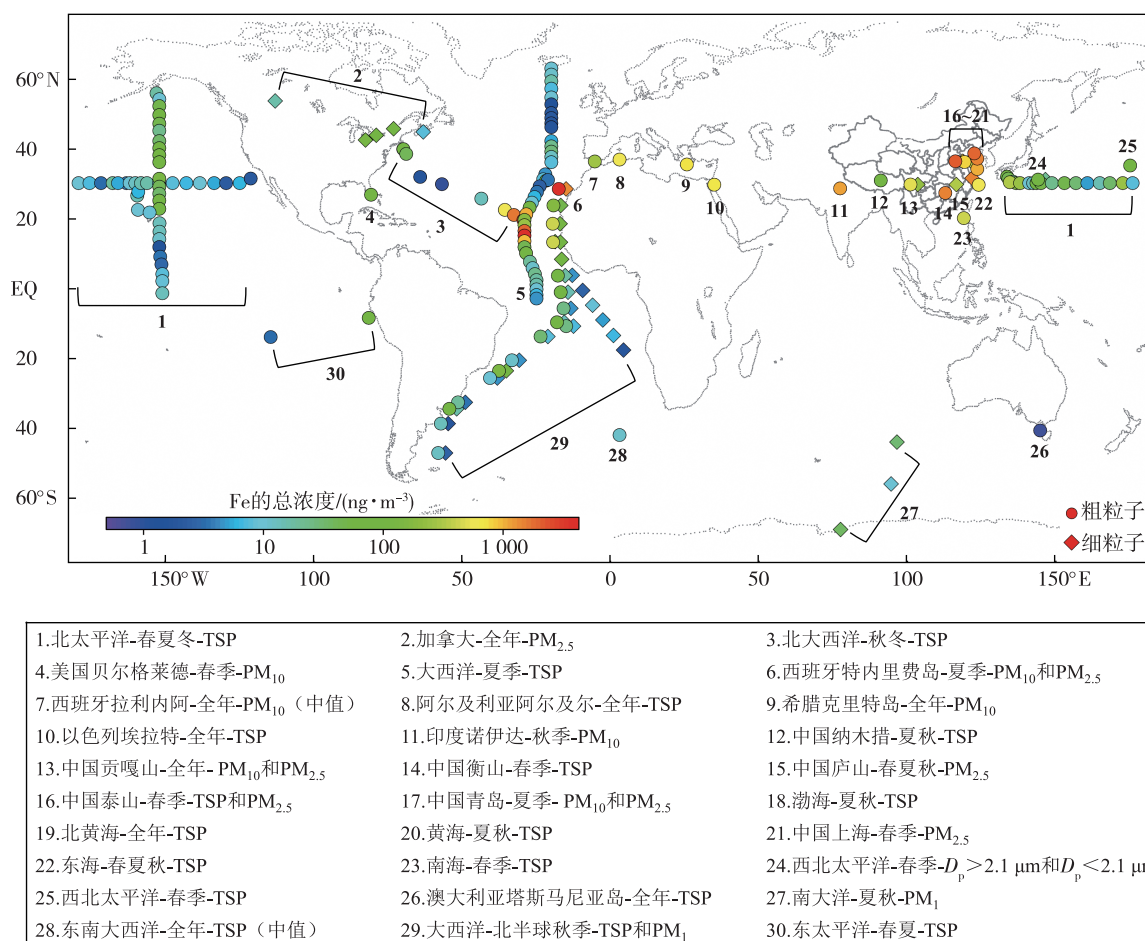 60°N
40
20
EQ
20
40
60°S
2
16~21
25
24
7
8
9
10
6
11
12
13
14
15
22
23
1
3
4
5
1
30
29
28
26
27
Fe的总浓度/(ng·m⁻³)
1
10
100
1 000
粗粒子
细粒子
150°W
100
50
0
50
100
150°E
1.北太平洋-春夏冬-TSP 2.加拿大-全年-PM₂.₅ 3.北大西洋-秋冬-TSP
4.美国贝尔格莱德-春季-PM₁₀ 5.大西洋-夏季-TSP 6.西班牙特内里费岛-夏季-PM₁₀和PM₂.₅
7.西班牙拉利内阿-全年-PM₁₀（中值） 8.阿尔及利亚阿尔及尔-全年-TSP 9.希腊克里特岛-全年-PM₁₀
10.以色列埃拉特-全年-TSP 11.印度诺伊达-秋季-PM₁₀ 12.中国纳木措-夏秋-TSP
13.中国贡嘎山-全年- PM₁₀和PM₂.₅ 14.中国衡山-春季-TSP 15.中国庐山-春夏秋-PM₂.₅
16.中国泰山-春季-TSP和PM₂.₅ 17.中国青岛-夏季- PM₁₀和PM₂.₅ 18.渤海-夏秋-TSP
19.北黄海-全年-TSP 20.黄海-夏秋-TSP 21.中国上海-春季-PM₂.₅
22.东海-春夏秋-TSP 23.南海-春季-TSP 24.西北太平洋-春季-Dₚ＞2.1 μm和Dₚ＜2.1 μm
25.西北太平洋-春季-TSP 26.澳大利亚塔斯马尼亚岛-全年-TSP 27.南大洋-夏秋-PM₁
28.东南大西洋-全年-TSP（中值） 29.大西洋-北半球秋季-TSP和PM₁ 30.东太平洋-春夏-TSP